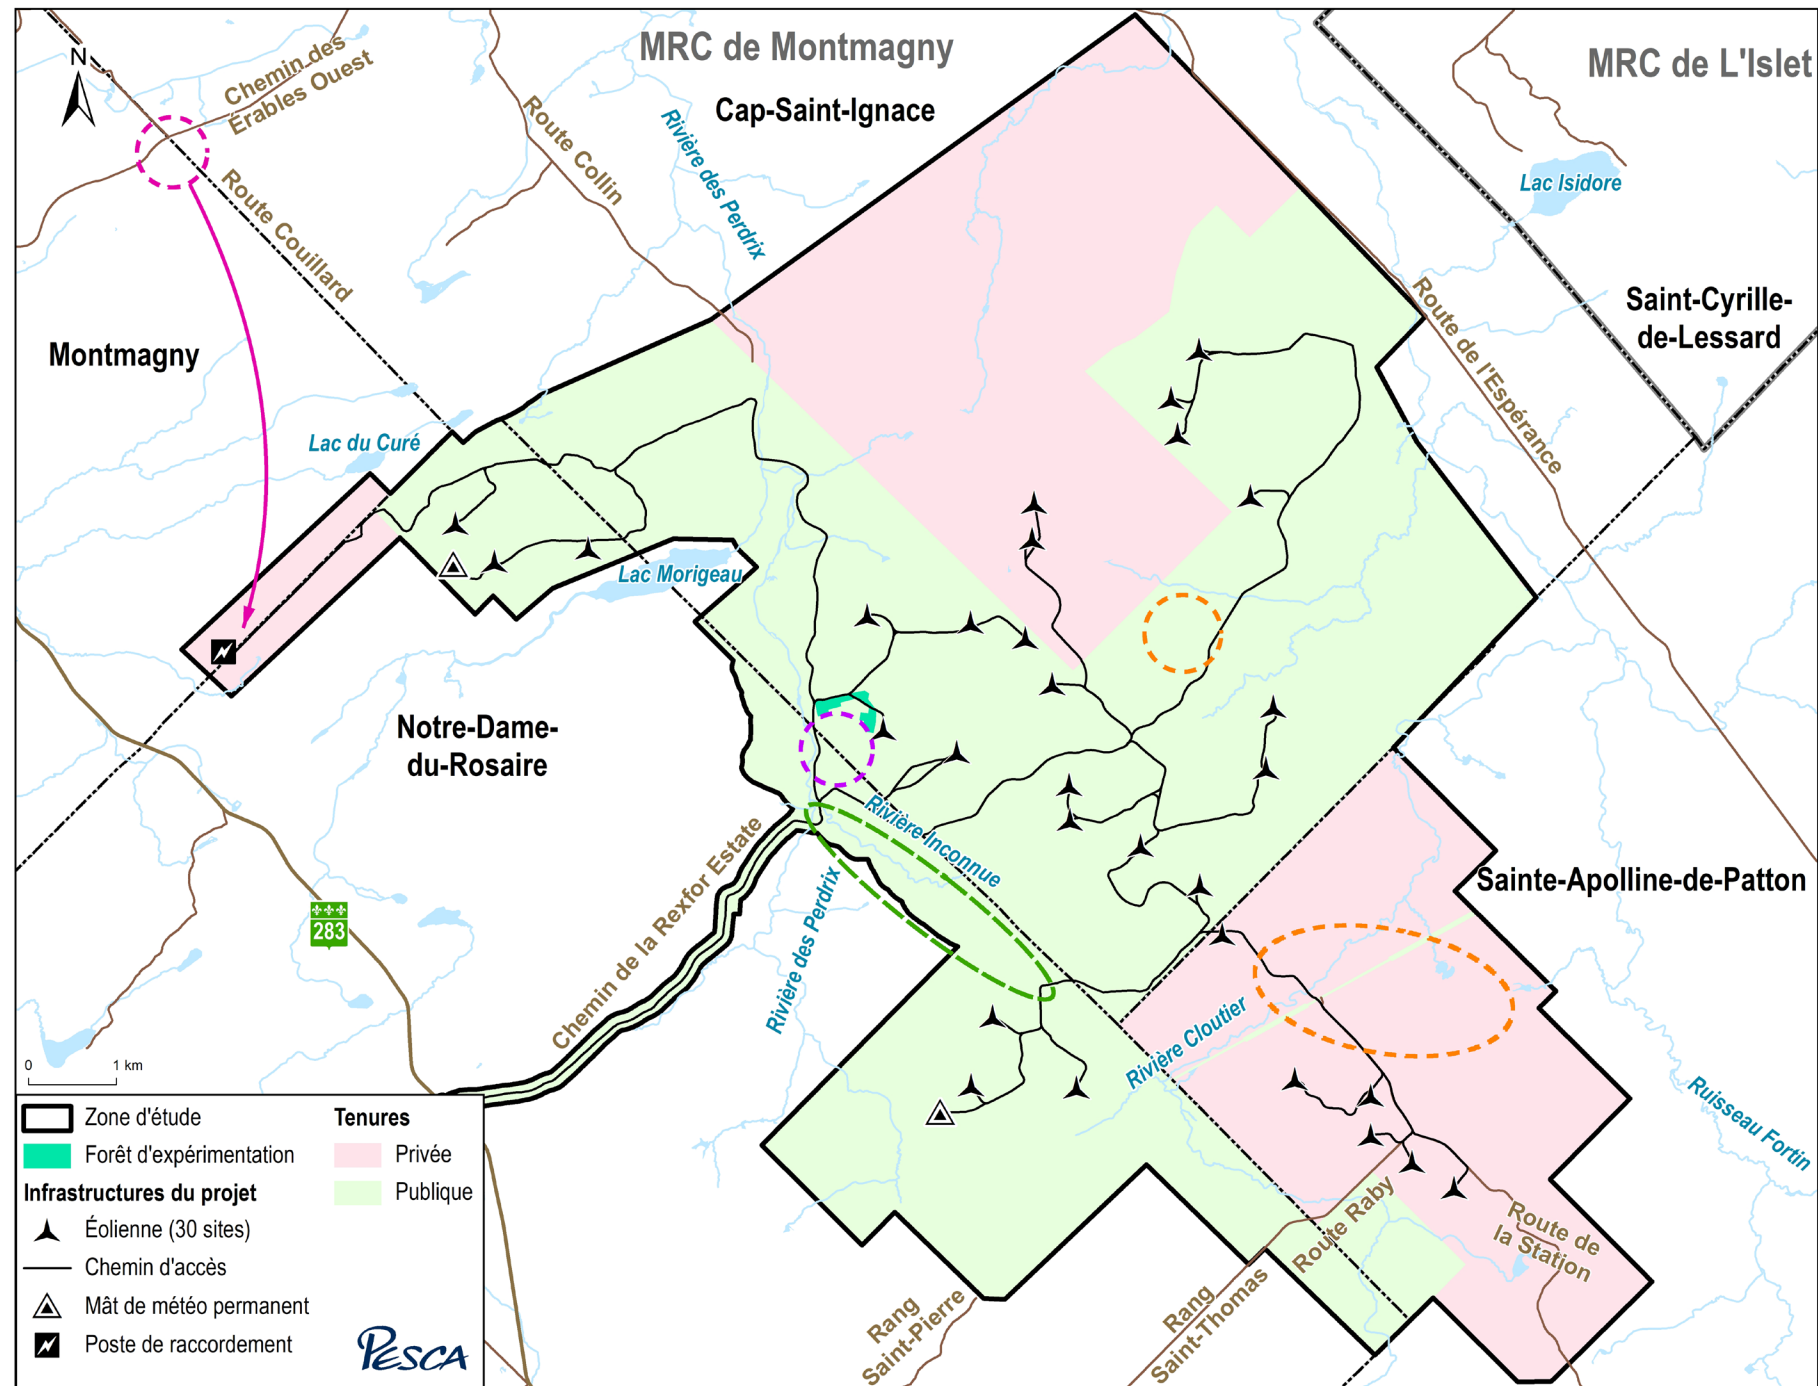 MRC de Montmagny
MRC de L'Islet
N
Chemin des
Érables Ouest
Cap-Saint-Ignace
Route Collin
Rivière des Perdrix
Lac Isidore
Route Couillard
Saint-Cyrille-
de-Lessard
Montmagny
Route de l'Espérance
Lac du Curé
Lac Morigeau
Notre-Dame-
du-Rosaire
Rivière Inconnue
Chemin de la Rexfor Estate
Rivière des Perdrix
Sainte-Apolline-de-Patton
283
Rivière Cloutier
Ruisseau Fortin
0 1 km
Route Raby
Route de
la Station
Rang
Saint-Pierre
Rang
Saint-Thomas
Zone d'étude
Forêt d'expérimentation
Infrastructures du projet
Éolienne (30 sites)
Chemin d'accès
Mât de météo permanent
Poste de raccordement
Tenures
Privée
Publique
PESCA